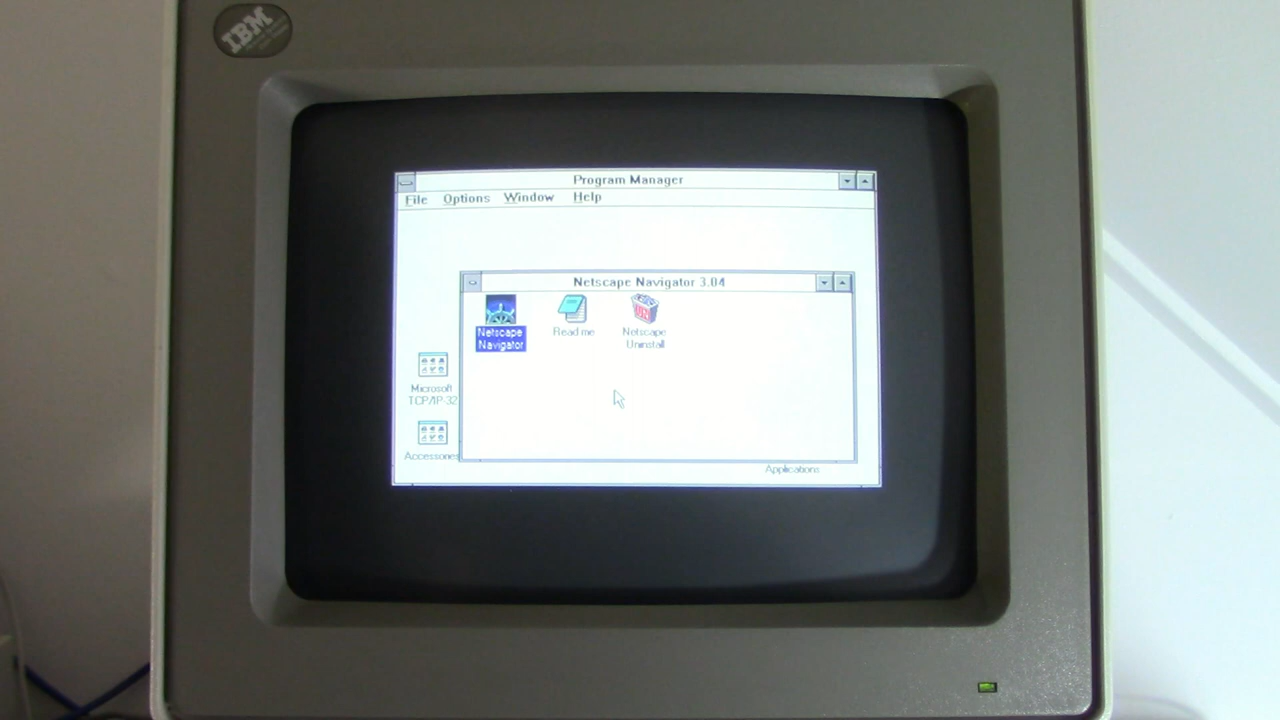 IBM
Program Manager
File Options Window Help
Netscape Navigator 3.04
Netscape
Navigator
Read me
Netscape
Uninstall
Microsoft
TCP/IP-32
Accessories
Applications